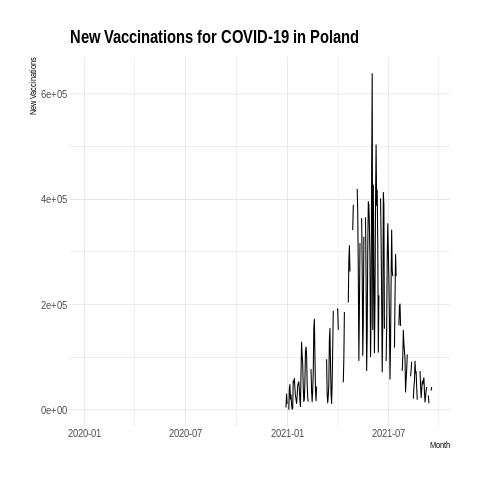 New Vaccinations for COVID-19 in Poland
New Vaccinations
6e+05
4e+05
2e+05
0e+00
2020-01 2020-07 2021-01 2021-07
Month